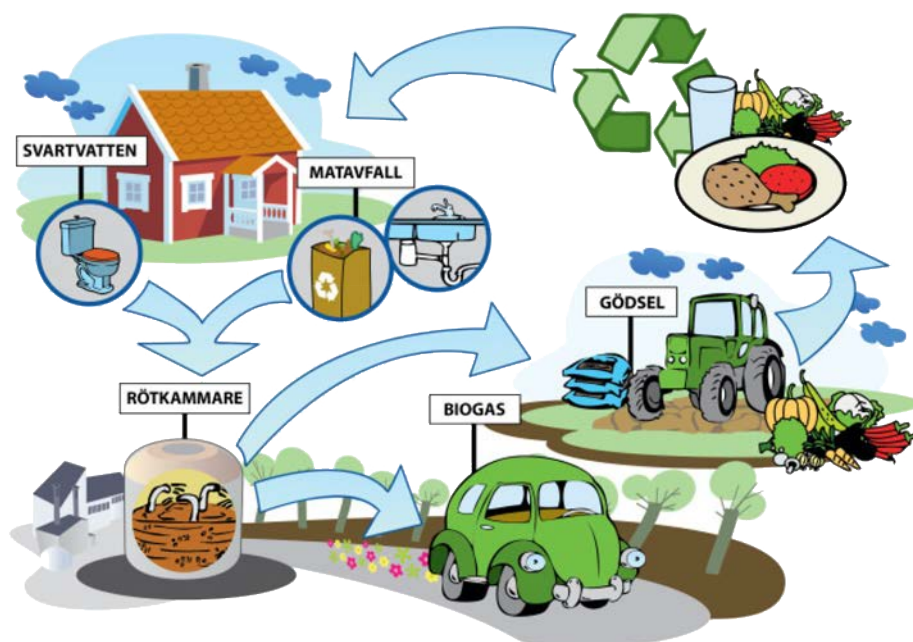 SVARTVATTEN
MATAVFALL
GÖDSEL
RÖTKAMMARE
BIOGAS